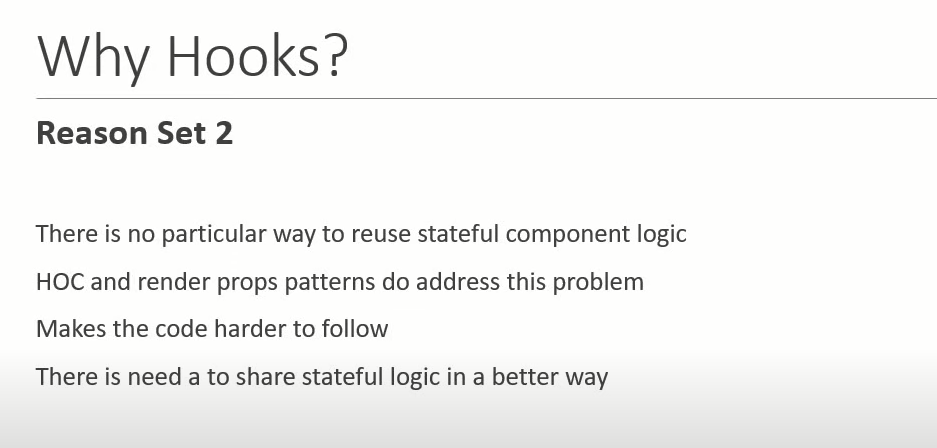 Why Hooks?
Reason Set 2
There is no particular way to reuse stateful component logic
HOC and render props patterns do address this problem
Makes the code harder to follow
There is need a to share stateful logic in a better way